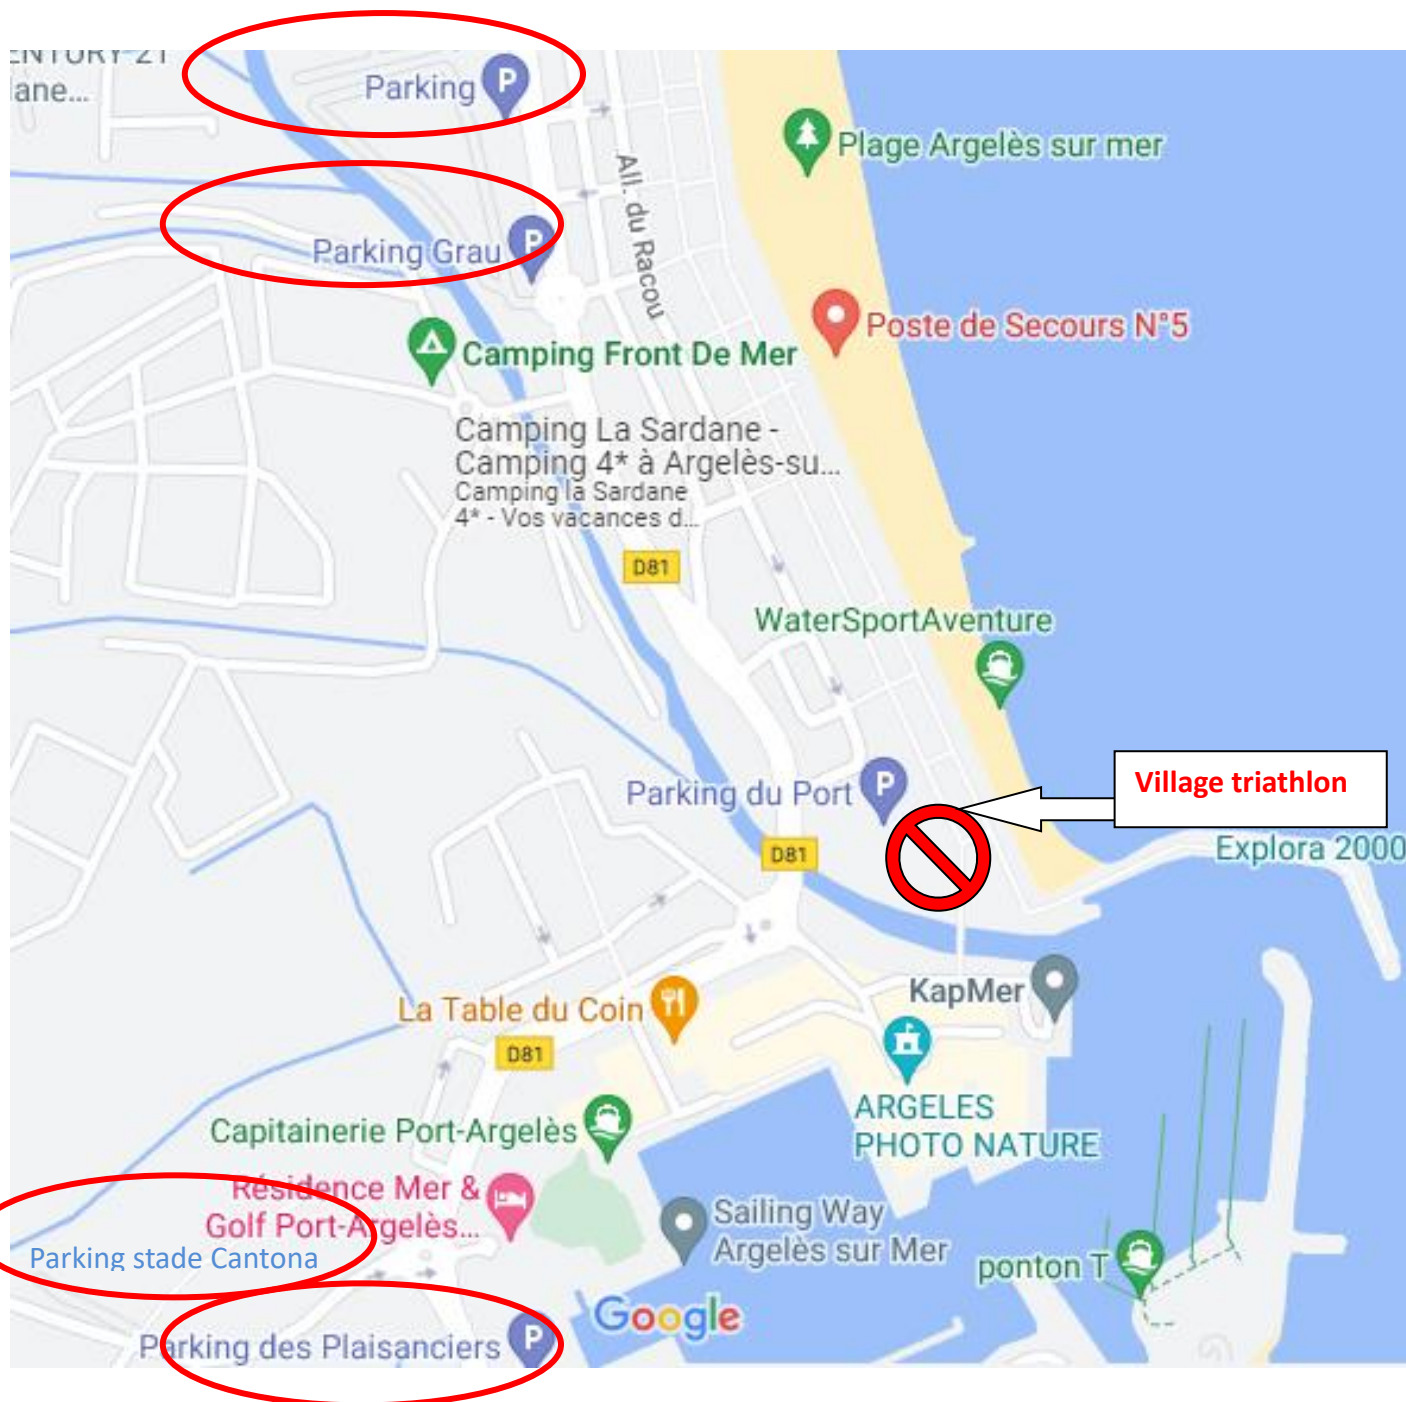 ENTURY-21
ane...
Parking
P
Plage Argelès sur mer
All. du Racou
Parking Grau
P
Poste de Secours N°5
Camping Front De Mer
Camping La Sardane -
Camping 4* à Argelès-su...
Camping la Sardane
4* - Vos vacances d...
D81
WaterSportAventure
Village triathlon
Parking du Port
P
D81
Explora 2000
KapMer
La Table du Coin
D81
ARGELES
PHOTO NATURE
Capitainerie Port-Argelès
Résidence Mer &
Golf Port-Argelès...
Sailing Way
Argelès sur Mer
Parking stade Cantona
ponton T
Google
Parking des Plaisanciers
P